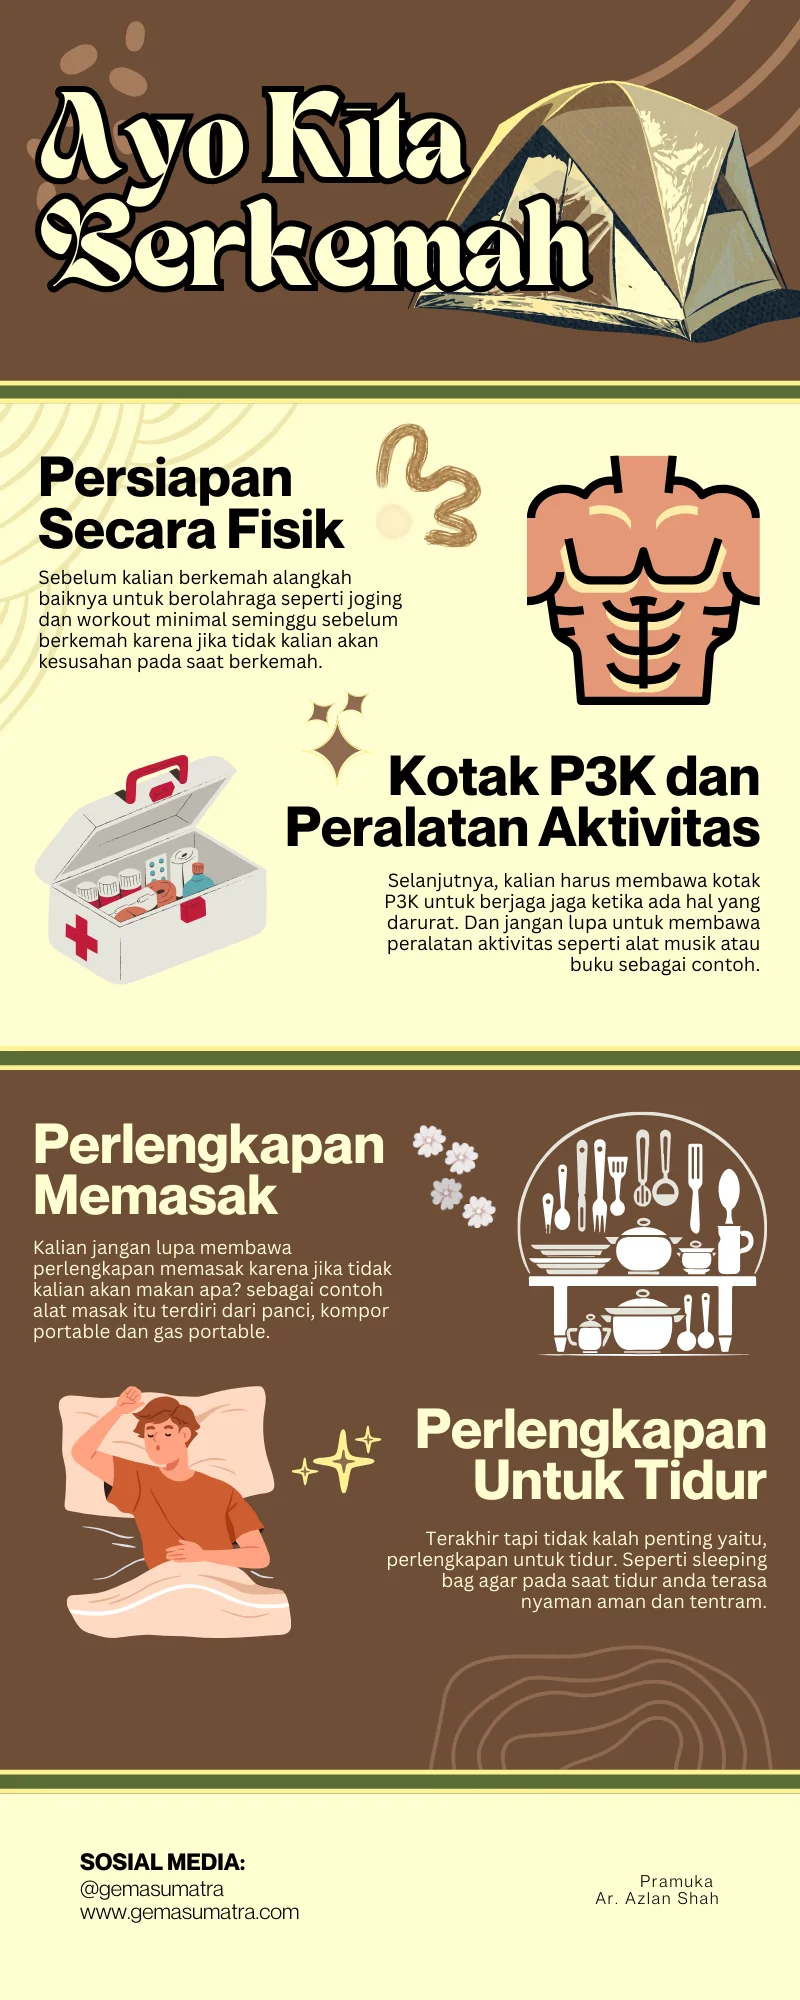 Ayo Kita
Berkemah
Persiapan
Secara Fisik
Sebelum kalian berkemah alangkah
baiknya untuk berolahraga seperti joging
dan workout minimal seminggu sebelum
berkemah karena jika tidak kalian akan
kesusahan pada saat berkemah.
Kotak P3K dan
Peralatan Aktivitas
Selanjutnya, kalian harus membawa kotak
P3K untuk berjaga jaga ketika ada hal yang
darurat. Dan jangan lupa untuk membawa
peralatan aktivitas seperti alat musik atau
buku sebagai contoh.
Perlengkapan
Memasak
Kalian jangan lupa membawa
perlengkapan memasak karena jika tidak
kalian akan makan apa? sebagai contoh
alat masak itu terdiri dari panci, kompor
portable dan gas portable.
Perlengkapan
Untuk Tidur
Terakhir tapi tidak kalah penting yaitu,
perlengkapan untuk tidur. Seperti sleeping
bag agar pada saat tidur anda terasa
nyaman aman dan tentram.
SOSIAL MEDIA:
@gemasumatra
www.gemasumatra.com
Pramuka
Ar. Azlan Shah